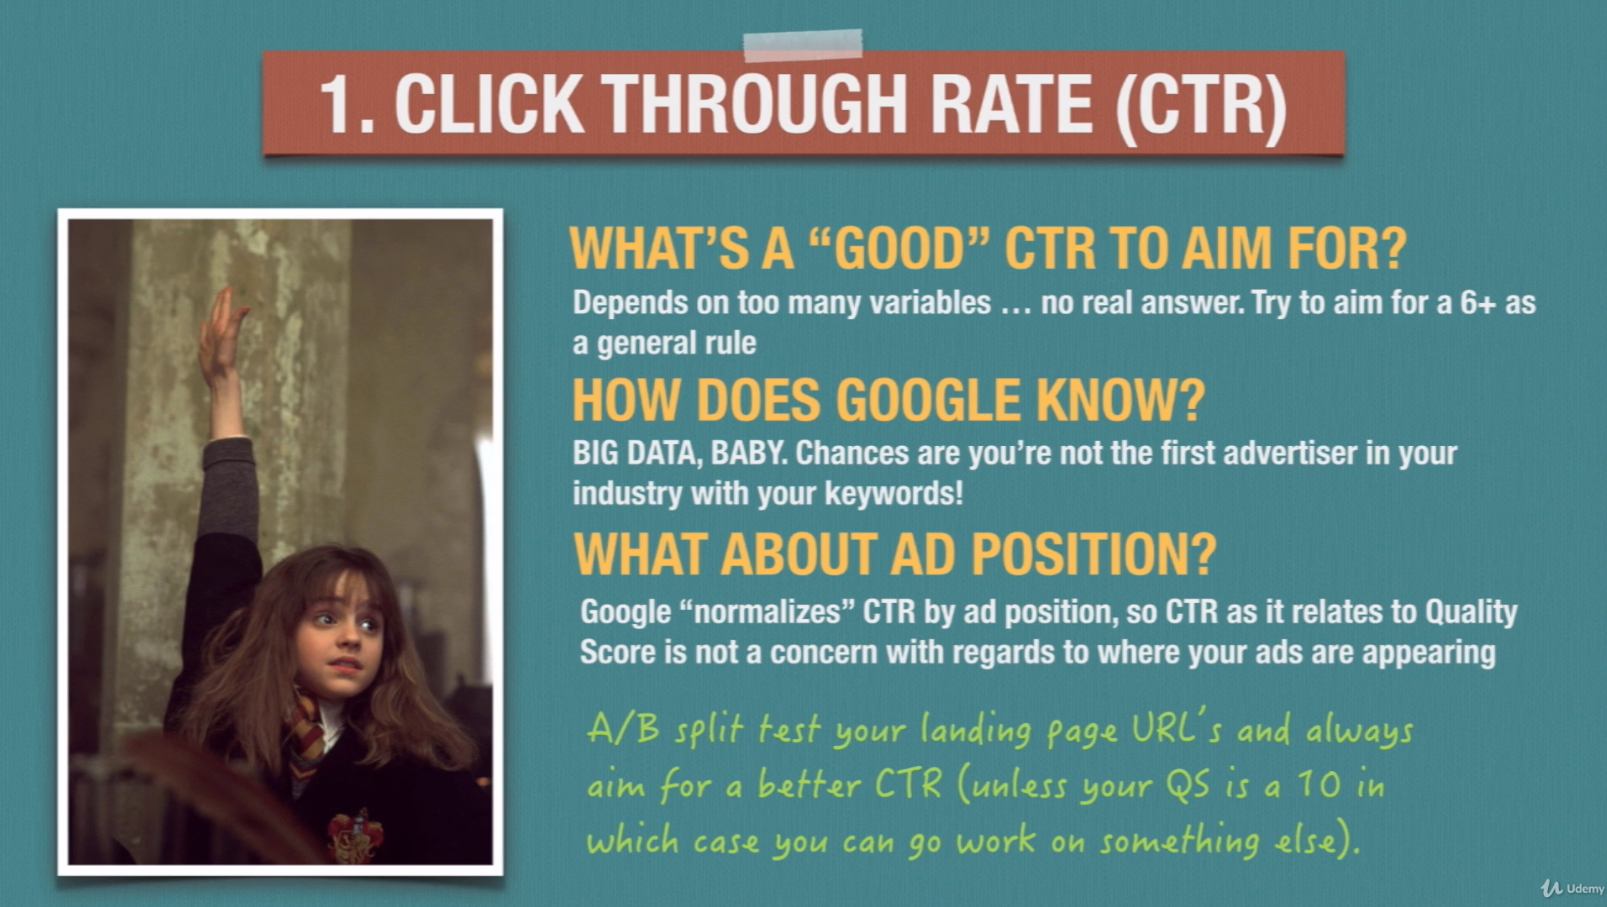 1. CLICK THROUGH RATE (CTR)
WHAT'S A “GOOD” CTR TO AIM FOR?
Depends on too many variables … no real answer. Try to aim for a 6+ as
a general rule
HOW DOES GOOGLE KNOW?
BIG DATA, BABY. Chances are you’re not the first advertiser in your
industry with your keywords!
WHAT ABOUT AD POSITION?
Google “normalizes” CTR by ad position, so CTR as it relates to Quality
Score is not a concern with regards to where your ads are appearing
A/B split test your landing page URL's and always
aim for a better CTR (unless your QS is a 10 in
which case you can go work on something else).
Udemy